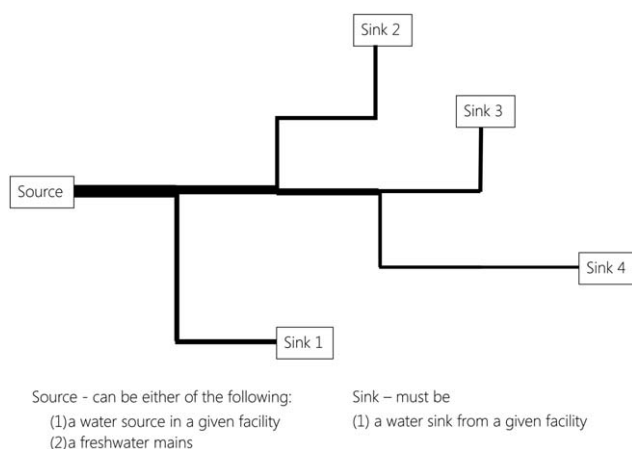 Sink 2
Sink 3
Source
Sink 4
Sink 1
Source - can be either of the following:
(1)a water source in a given facility
(2)a freshwater mains
Sink – must be
(1) a water sink from a given facility